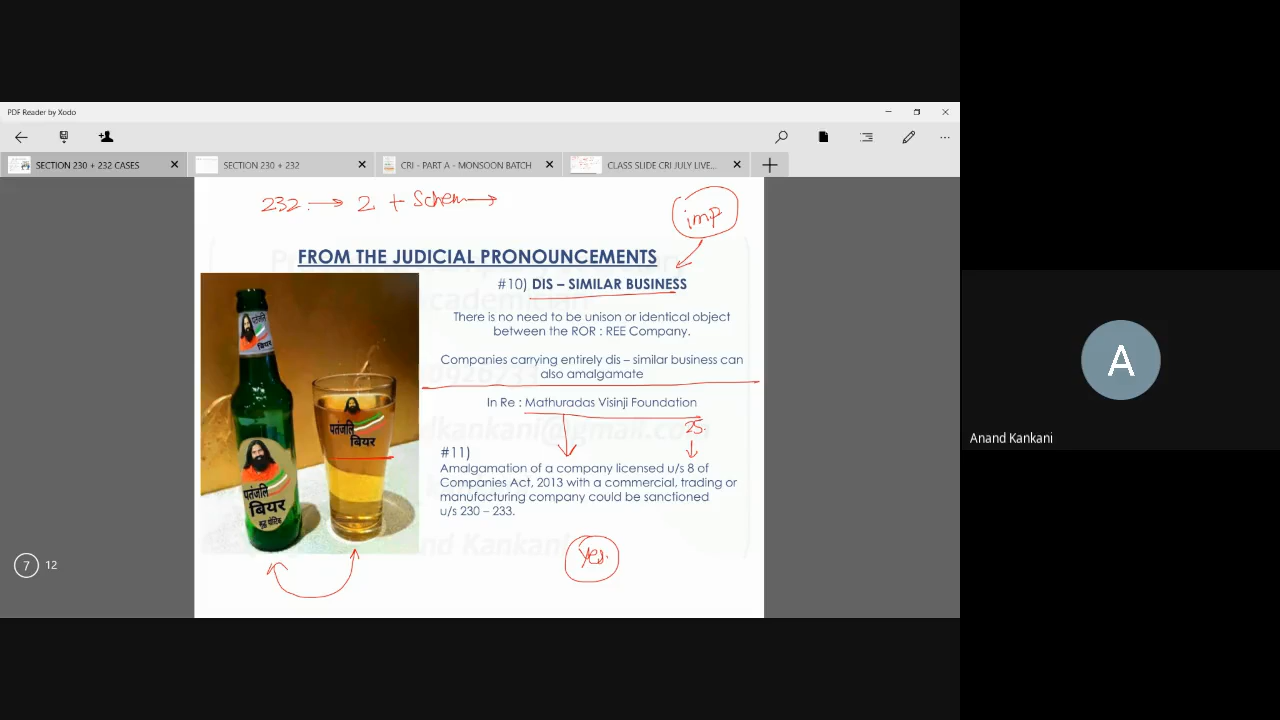 PDF Reader by Xodo
SECTION 230 + 232 CASES
SECTION 230 + 232
CRI - PART A - MONSOON BATCH
CLASS SLIDE CRI JULY LIVE...
232 → 2 + Schem →
imp
FROM THE JUDICIAL PRONOUNCEMENTS
#10) DIS – SIMILAR BUSINESS
There is no need to be unison or identical object
between the ROR : REE Company.
Companies carrying entirely dis – similar business can
also amalgamate
In Re : Mathuradas Visinji Foundation
25
#11)
Amalgamation of a company licensed u/s 8 of
Companies Act, 2013 with a commercial, trading or
manufacturing company could be sanctioned
u/s 230 – 233.
Yes.
पतंजलि
पतंजलि
बियर
पतंजलि
बियर
7 12
A
Anand Kankani